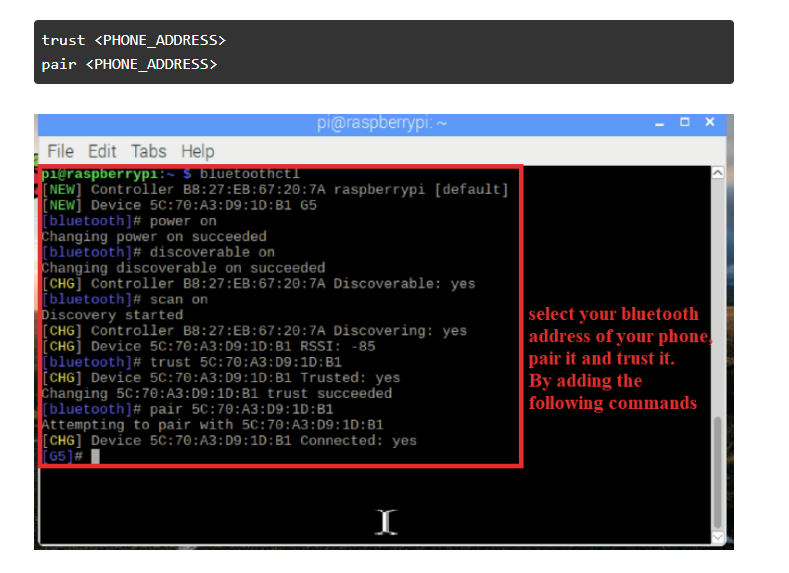 trust <PHONE_ADDRESS>
pair <PHONE_ADDRESS>
pi@raspberrypi: ~
File Edit Tabs Help
pi@raspberrypi:~ $ bluetoothctl
[NEW] Controller B8:27:EB:67:20:7A raspberrypi [default]
[NEW] Device 5C:70:A3:D9:1D:B1 G5
[bluetooth]# power on
Changing power on succeeded
[bluetooth]# discoverable on
Changing discoverable on succeeded
[CHG] Controller B8:27:EB:67:20:7A Discoverable: yes
[bluetooth]# scan on
Discovery started
[CHG] Controller B8:27:EB:67:20:7A Discovering: yes
[CHG] Device 5C:70:A3:D9:1D:B1 RSSI: -85
[bluetooth]# trust 5C:70:A3:D9:1D:B1
[CHG] Device 5C:70:A3:D9:1D:B1 Trusted: yes
Changing 5C:70:A3:D9:1D:B1 trust succeeded
[bluetooth]# pair 5C:70:A3:D9:1D:B1
Attempting to pair with 5C:70:A3:D9:1D:B1
[CHG] Device 5C:70:A3:D9:1D:B1 Connected: yes
[G5]#
select your bluetooth
address of your phone,
pair it and trust it.
By adding the
following commands